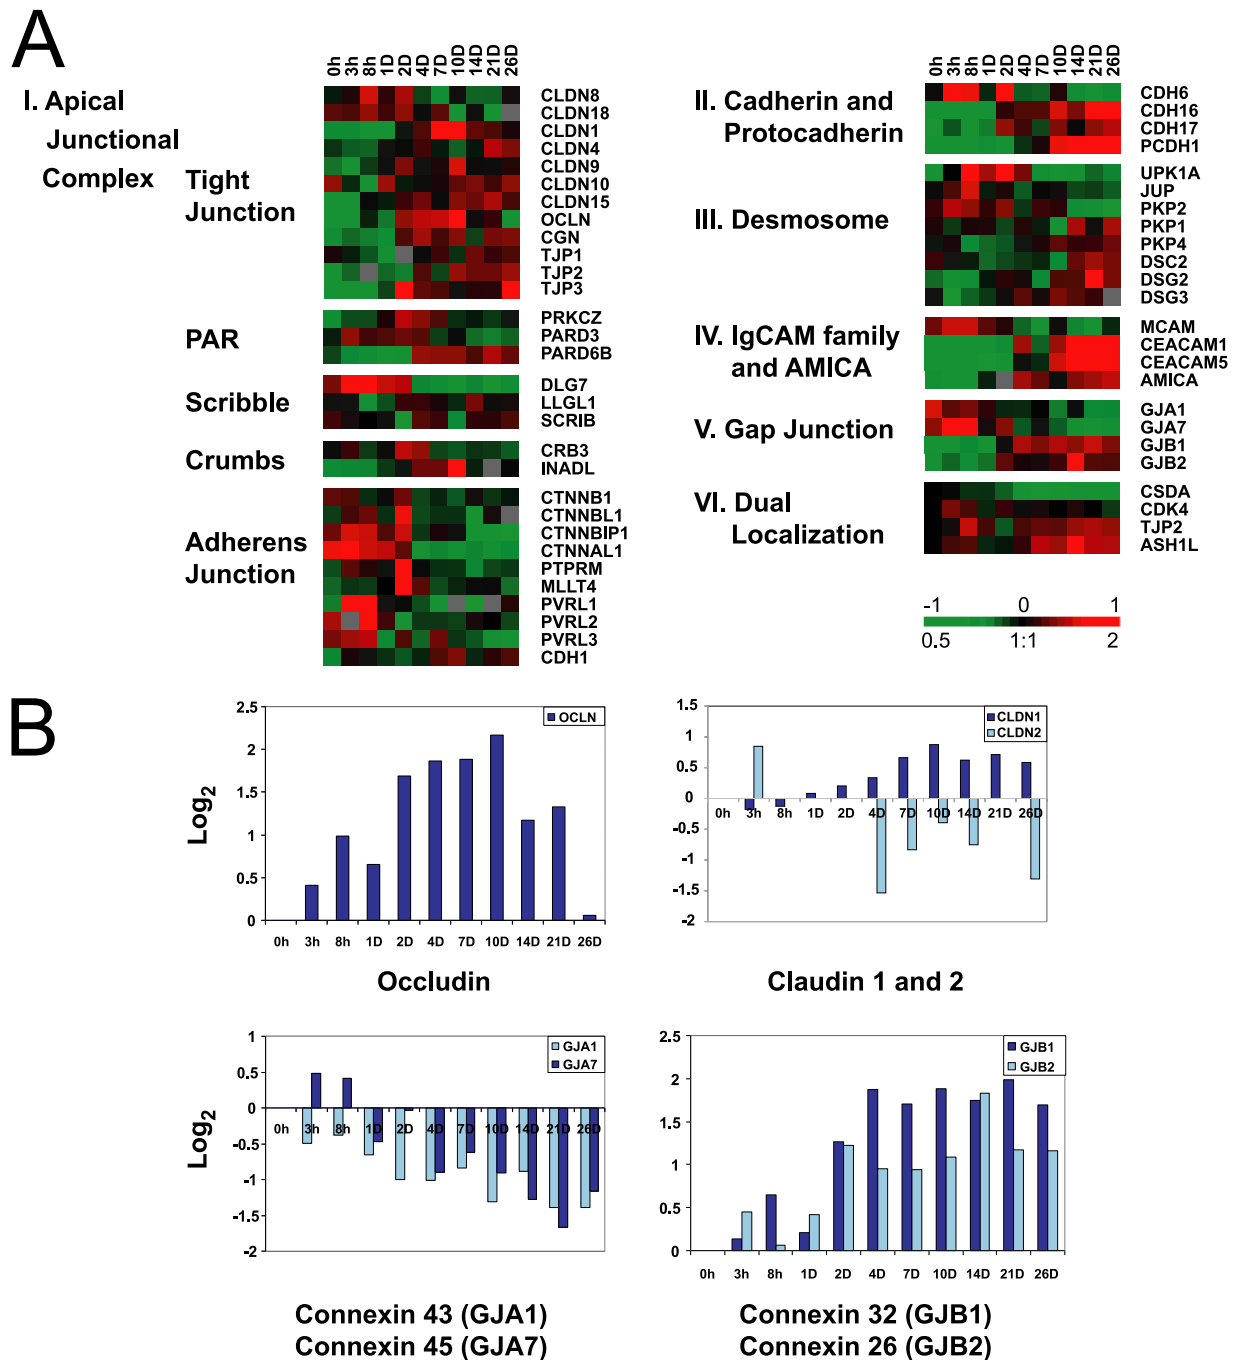 A
0h 3h 8h 1D 2D 4D 7D 10D 14D 21D 26D
I. Apical
Junctional
Complex
Tight
Junction
CLDN8
CLDN18
CLDN1
CLDN4
CLDN9
CLDN10
CLDN15
OCLN
CGN
TJP1
TJP2
TJP3
PAR
PRKCZ
PARD3
PARD6B
Scribble
DLG7
LLGL1
SCRIB
Crumbs
CRB3
INADL
Adherens
Junction
CTNNB1
CTNNBL1
CTNNBIP1
CTNNAL1
PTPRM
MLLT4
PVRL1
PVRL2
PVRL3
CDH1
0h 3h 8h 1D 2D 4D 7D 10D 14D 21D 26D
II. Cadherin and
Protocadherin
CDH6
CDH16
CDH17
PCDH1
III. Desmosome
UPK1A
JUP
PKP2
PKP1
PKP4
DSC2
DSG2
DSG3
IV. IgCAM family
and AMICA
MCAM
CEACAM1
CEACAM5
AMICA
V. Gap Junction
GJA1
GJA7
GJB1
GJB2
VI. Dual
Localization
CSDA
CDK4
TJP2
ASH1L
-1 0 1
0.5 1:1 2
B
Log2
2.5
2
1.5
1
0.5
0
OCLN
0h 3h 8h 1D 2D 4D 7D 10D 14D 21D 26D
Occludin
1.5
1
0.5
0
-0.5
-1
-1.5
-2
CLDN1
CLDN2
0h 3h 8h 1D 2D 4D 7D 10D 14D 21D 26D
Claudin 1 and 2
Log2
1
0.5
0
-0.5
-1
-1.5
-2
GJA1
GJA7
0h 3h 8h 1D 2D 4D 7D 10D 14D 21D 26D
Connexin 43 (GJA1)
Connexin 45 (GJA7)
2.5
2
1.5
1
0.5
0
GJB1
GJB2
0h 3h 8h 1D 2D 4D 7D 10D 14D 21D 26D
Connexin 32 (GJB1)
Connexin 26 (GJB2)